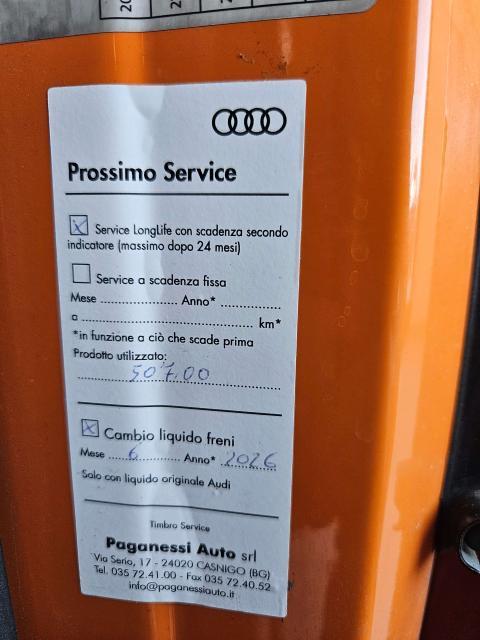 Prossimo Service
Service LongLife con scadenza secondo
indicatore (massimo dopo 24 mesi)
Service a scadenza fissa
Mese .................... Anno* ................
a .................................................. km*
*in funzione a ciò che scade prima
Prodotto utilizzato:
507.00
Cambio liquido freni
Mese ....6.......... Anno* 2026
Solo con liquido originale Audi
Timbro Service
Paganessi Auto srl
Via Serio, 17 - 24020 CASNIGO (BG)
Tel. 035 72.41.00 - Fax 035 72.40.52
info@paganessiauto.it